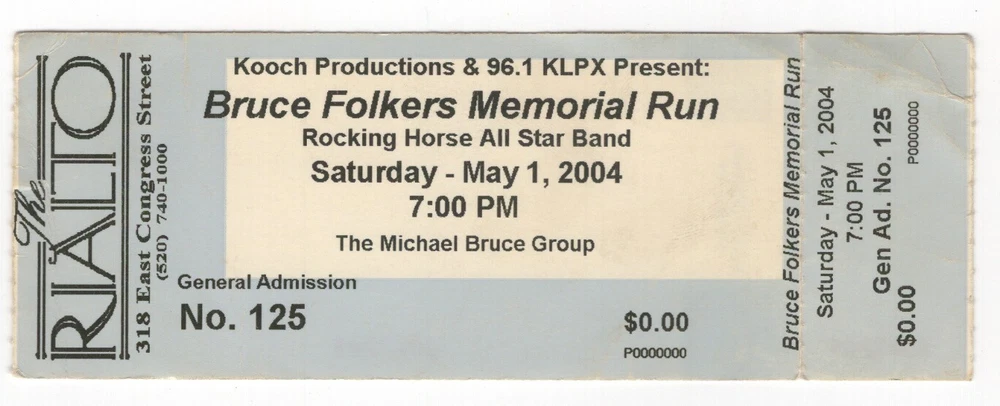 The
RIALTO
318 East Congress Street
(520) 740-1000
Kooch Productions & 96.1 KLPX Present:
Bruce Folkers Memorial Run
Rocking Horse All Star Band
Saturday - May 1, 2004
7:00 PM
The Michael Bruce Group
General Admission
No. 125
$0.00
P0000000
Bruce Folkers Memorial Run
Saturday - May 1, 2004
7:00 PM
Gen Ad. No. 125
$0.00
P0000000